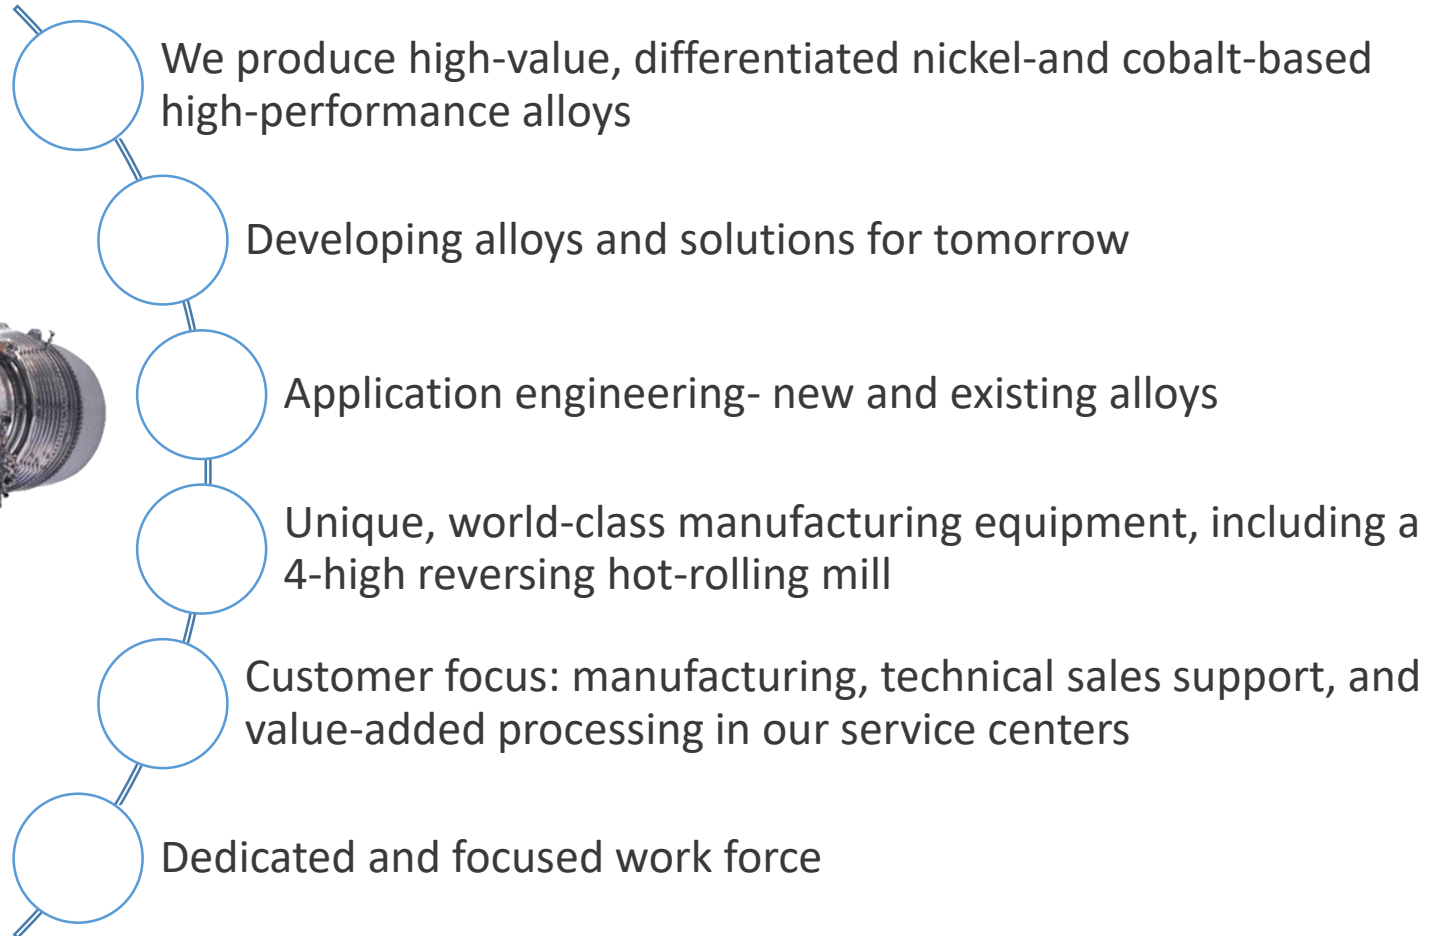 We produce high-value, differentiated nickel-and cobalt-based
high-performance alloys
Developing alloys and solutions for tomorrow
Application engineering- new and existing alloys
Unique, world-class manufacturing equipment, including a
4-high reversing hot-rolling mill
Customer focus: manufacturing, technical sales support, and
value-added processing in our service centers
Dedicated and focused work force